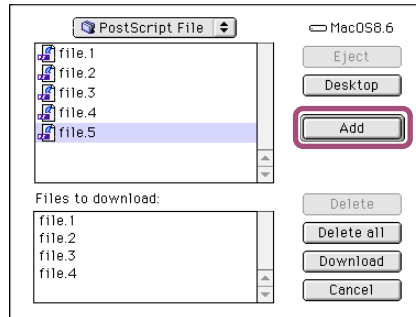 PostScript File
MacOS8.6
file.1
file.2
file.3
file.4
file.5
Eject
Desktop
Add
Files to download:
file.1
file.2
file.3
file.4
Delete
Delete all
Download
Cancel